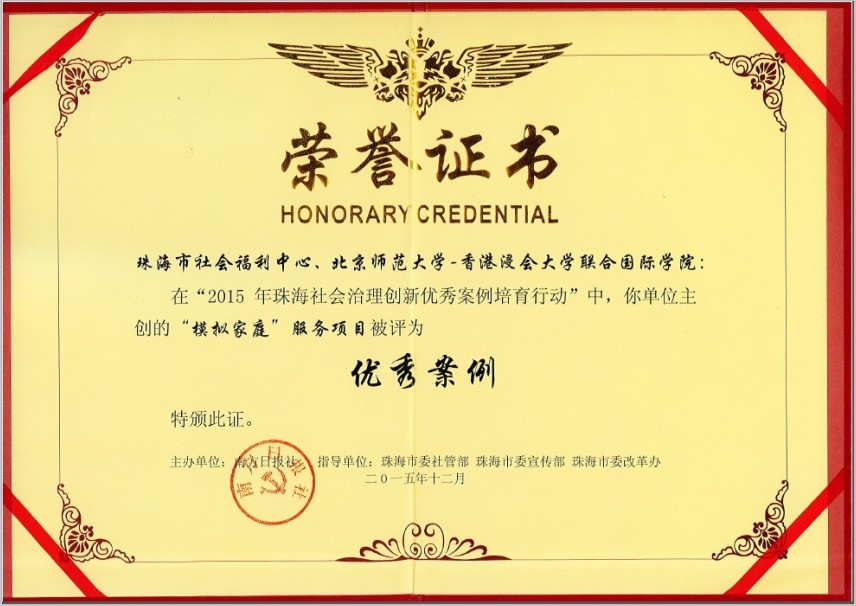 荣誉证书
HONORARY CREDENTIAL
珠海市社会福利中心、北京师范大学-香港浸会大学联合国际学院:
在“2015 年珠海社会治理创新优秀案例培育行动”中，你单位主
创的“模拟家庭”服务项目被评为
优秀案例
特颁此证。
主办单位：南方日报社 指导单位：珠海市委社管部 珠海市委宣传部 珠海市委改革办
二0一五年十二月
南方日报社